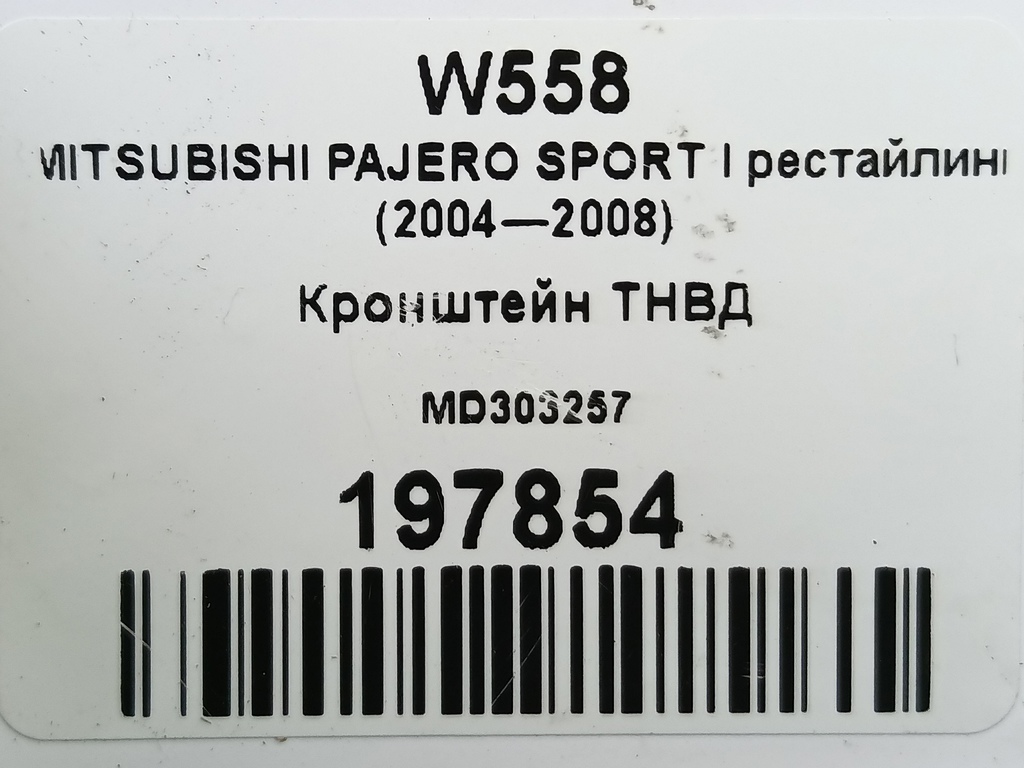 W558
MITSUBISHI PAJERO SPORT I рестайлинг
(2004—2008)
Кронштейн ТНВД
MD303257
197854